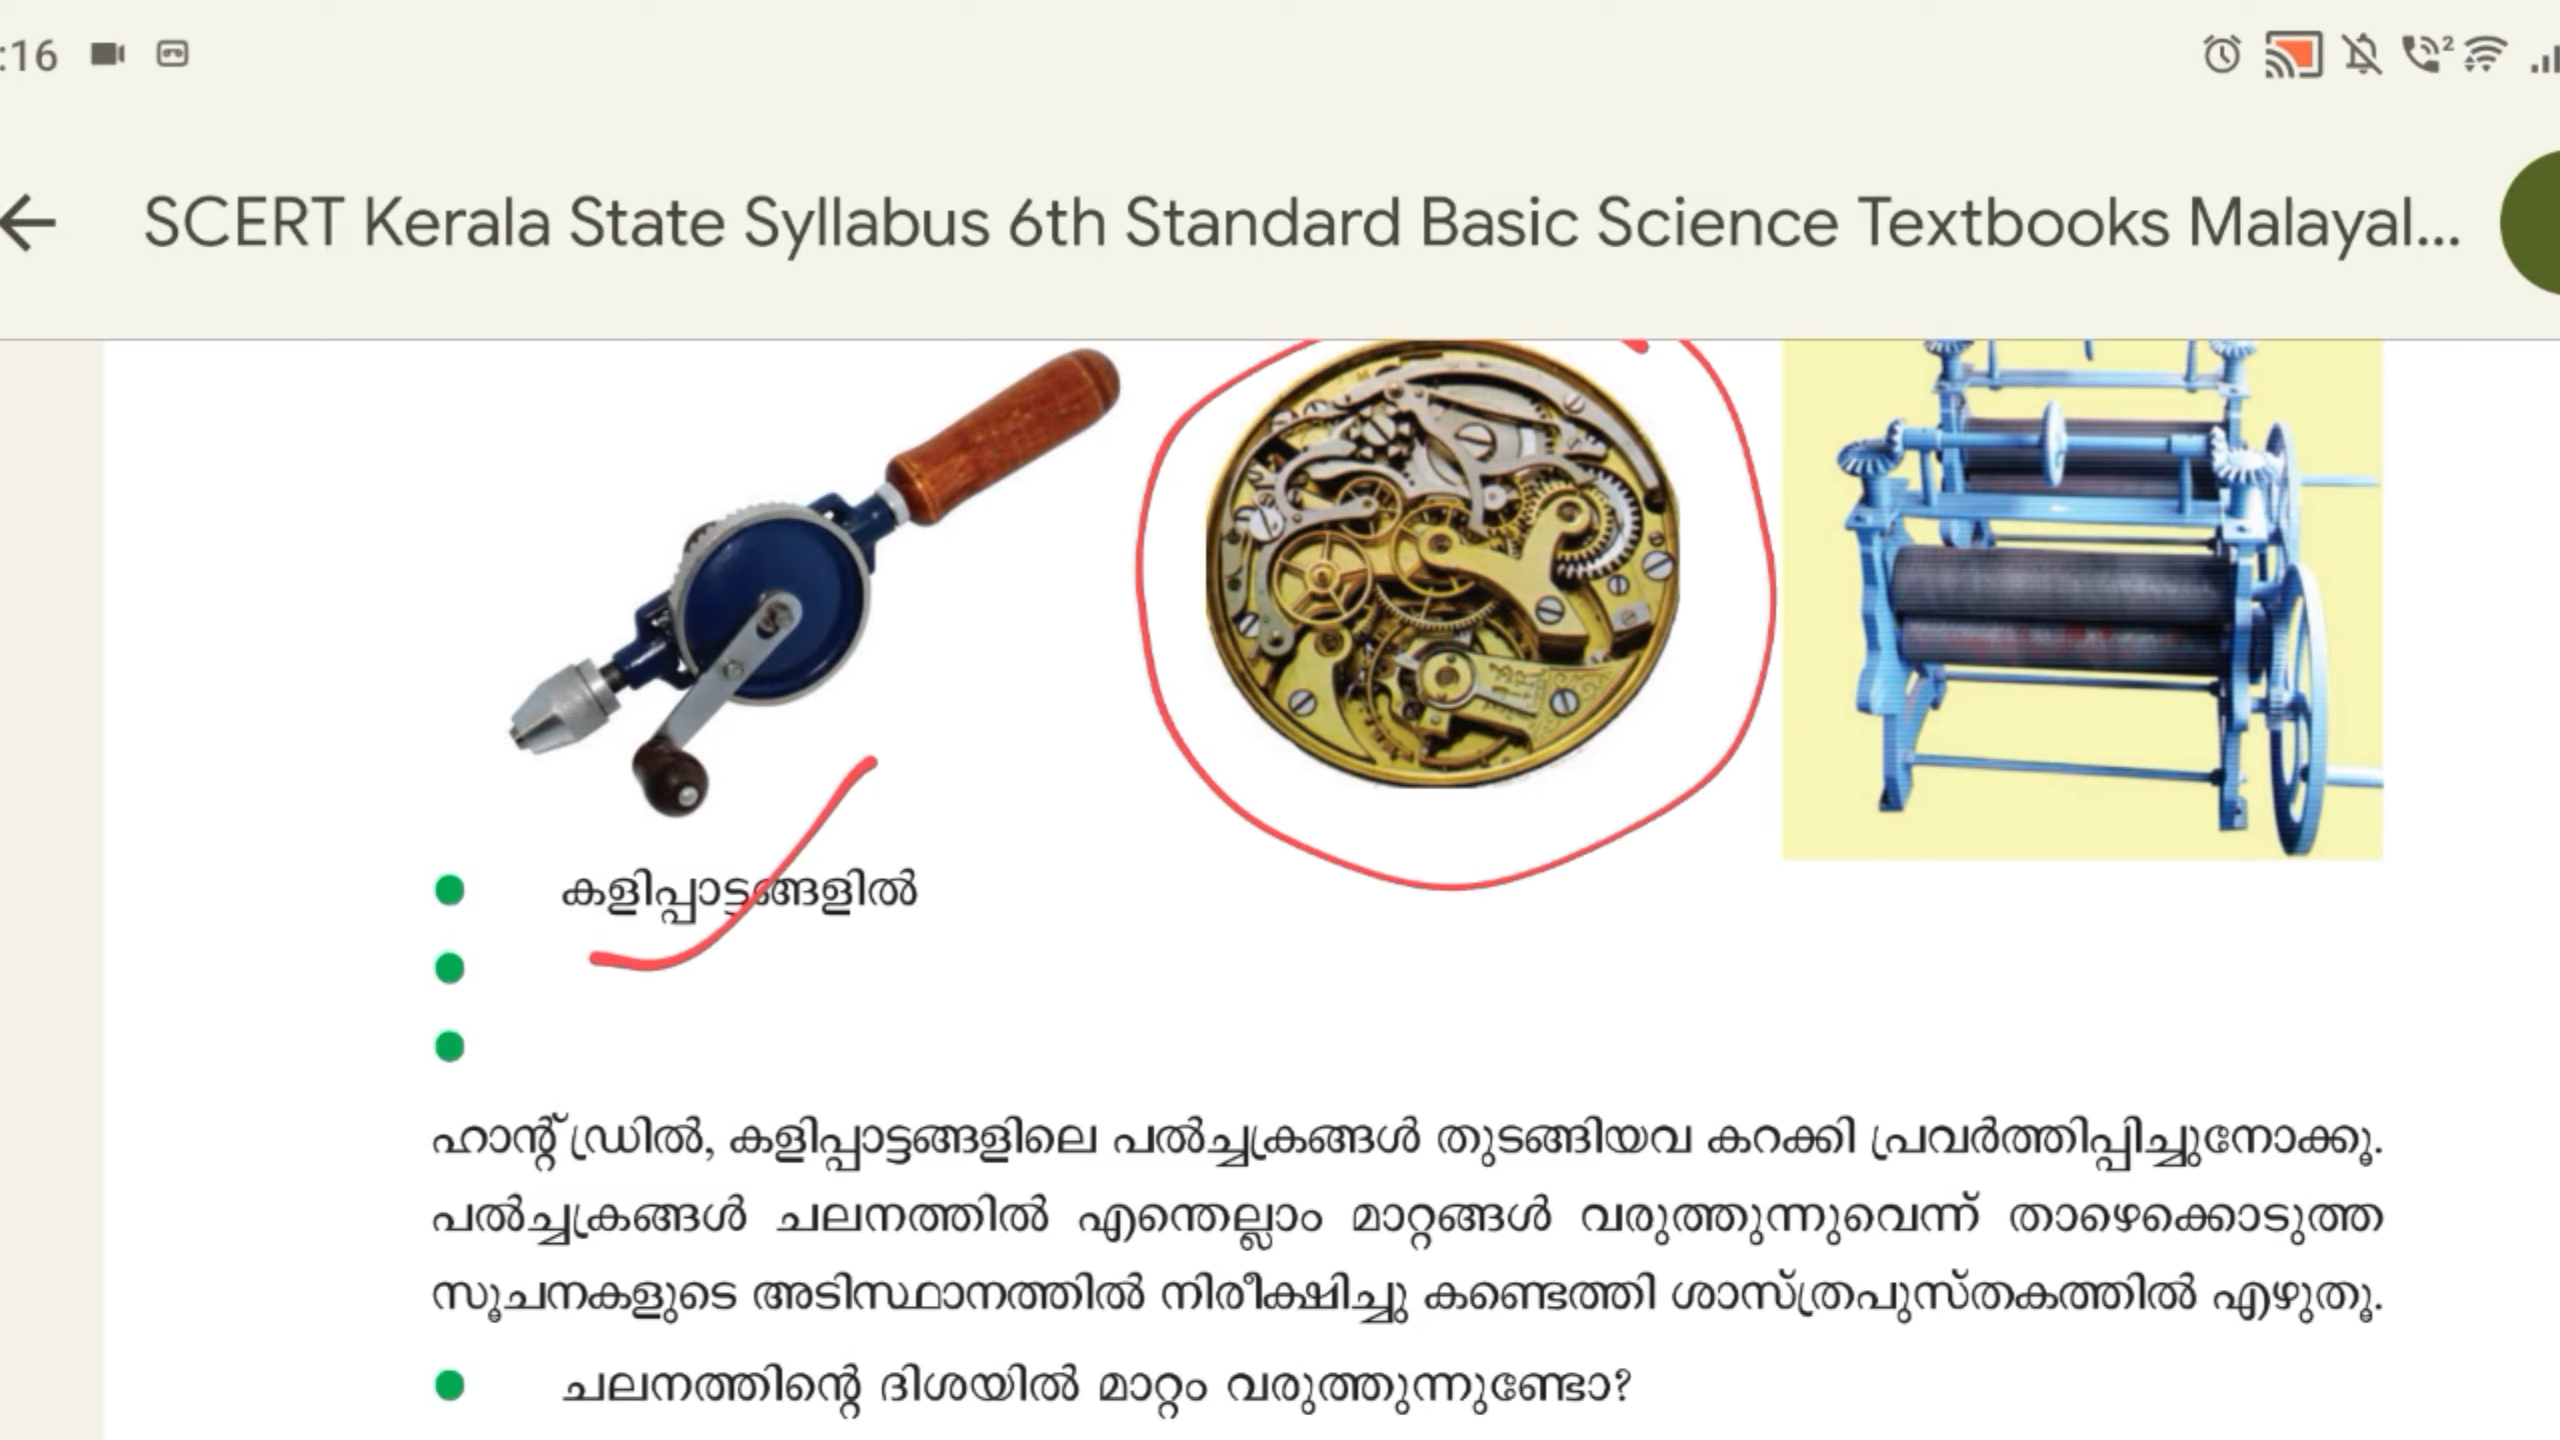 :16
2
SCERT Kerala State Syllabus 6th Standard Basic Science Textbooks Malayal...
കളിപ്പാട്ടങ്ങളിൽ
ഹാന്റ് ഡ്രിൽ, കളിപ്പാട്ടങ്ങളിലെ പൽച്ചക്രങ്ങൾ തുടങ്ങിയവ കറക്കി പ്രവർത്തിപ്പിച്ചുനോക്കൂ.
പൽച്ചക്രങ്ങൾ ചലനത്തിൽ എന്തെല്ലാം മാറ്റങ്ങൾ വരുത്തുന്നുവെന്ന് താഴെക്കൊടുത്ത
സൂചനകളുടെ അടിസ്ഥാനത്തിൽ നിരീക്ഷിച്ചു കണ്ടെത്തി ശാസ്ത്രപുസ്തകത്തിൽ എഴുതൂ.
ചലനത്തിന്റെ ദിശയിൽ മാറ്റം വരുത്തുന്നുണ്ടോ?